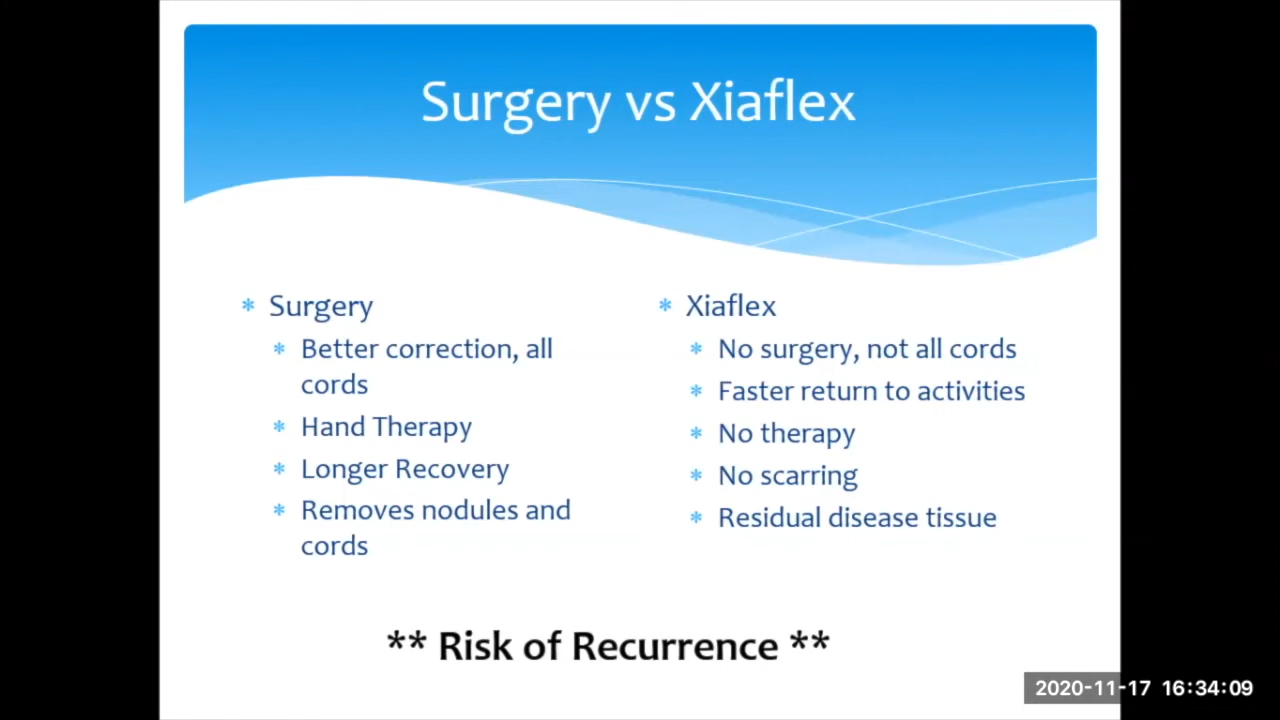 Surgery vs Xiaflex
* Surgery
* Better correction, all
cords
* Hand Therapy
* Longer Recovery
* Removes nodules and
cords
* Xiaflex
* No surgery, not all cords
* Faster return to activities
* No therapy
* No scarring
* Residual disease tissue
** Risk of Recurrence **
2020-11-17 16:34:09